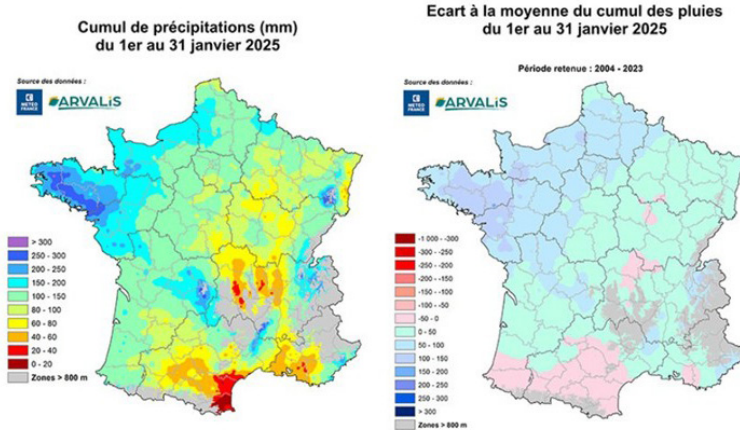 Cumul de précipitations (mm)
du 1er au 31 janvier 2025
Source des données :
METEO
FRANCE
ARVALIS
> 300
250 - 300
200 - 250
150 - 200
100 - 150
80 - 100
60 - 80
40 - 60
20 - 40
0 - 20
Zones > 800 m
Ecart à la moyenne du cumul des pluies
du 1er au 31 janvier 2025
Période retenue : 2004 - 2023
Source des données :
METEO
FRANCE
ARVALIS
-1 000 - -300
-300 - -250
-250 - -200
-200 - -150
-150 - -100
-100 - -50
-50 - 0
0 - 50
50 - 100
100 - 150
150 - 200
200 - 250
250 - 300
> 300
Zones > 800 m